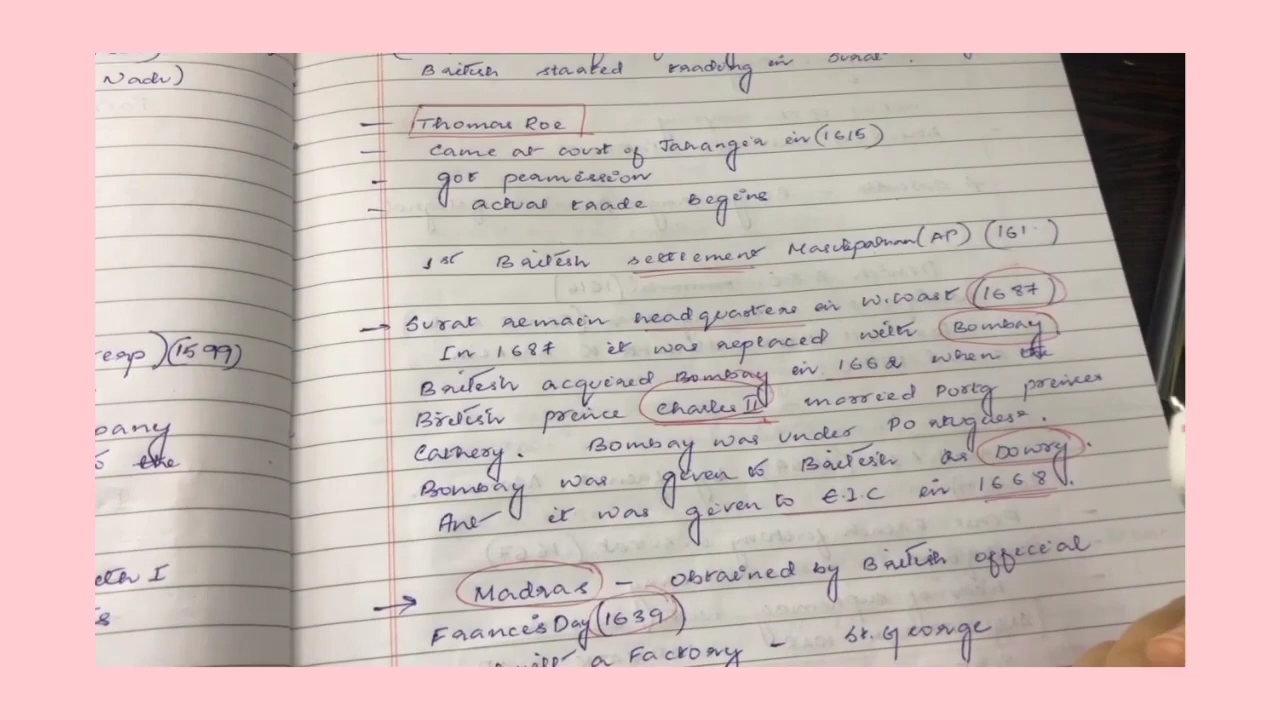 Nadu)
British started trading in Surat.
Thomas Roe
Came at court of Jahangir in (1615)
got permission
actual trade begins
1st British settlement Masulipatnam (AP) (161
Surat remain headquarters in W.Coast (1687)
In 1687 it was replaced with Bombay
British acquired Bombay in 1662 when the
British prince Charles II married Portg princes
Cathery. Bombay was under Portuguese.
Bombay was given to British as Dowry.
And it was given to E.I.C in 1668.
Madras - Obtained by British official
Francis Day (1639)
a Factory - St. George
(1599)
pany
the
eth I